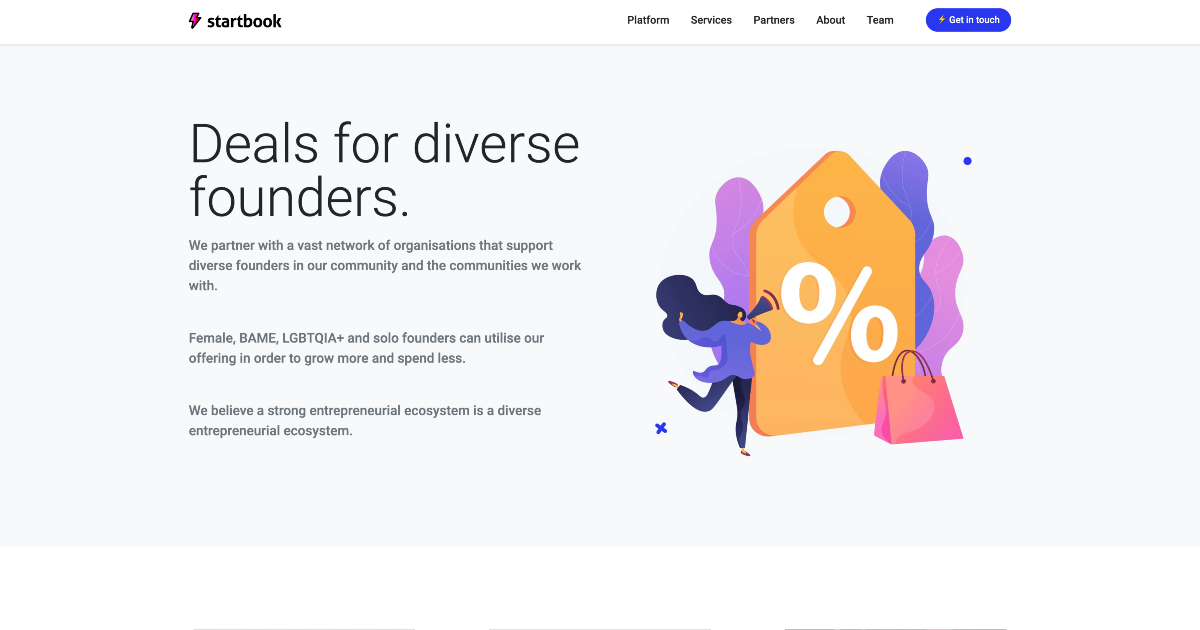 startbook
Platform
Services
Partners
About
Team
⚡ Get in touch
Deals for diverse
founders.
We partner with a vast network of organisations that support
diverse founders in our community and the communities we work
with.
Female, BAME, LGBTQIA+ and solo founders can utilise our
offering in order to grow more and spend less.
We believe a strong entrepreneurial ecosystem is a diverse
entrepreneurial ecosystem.
%